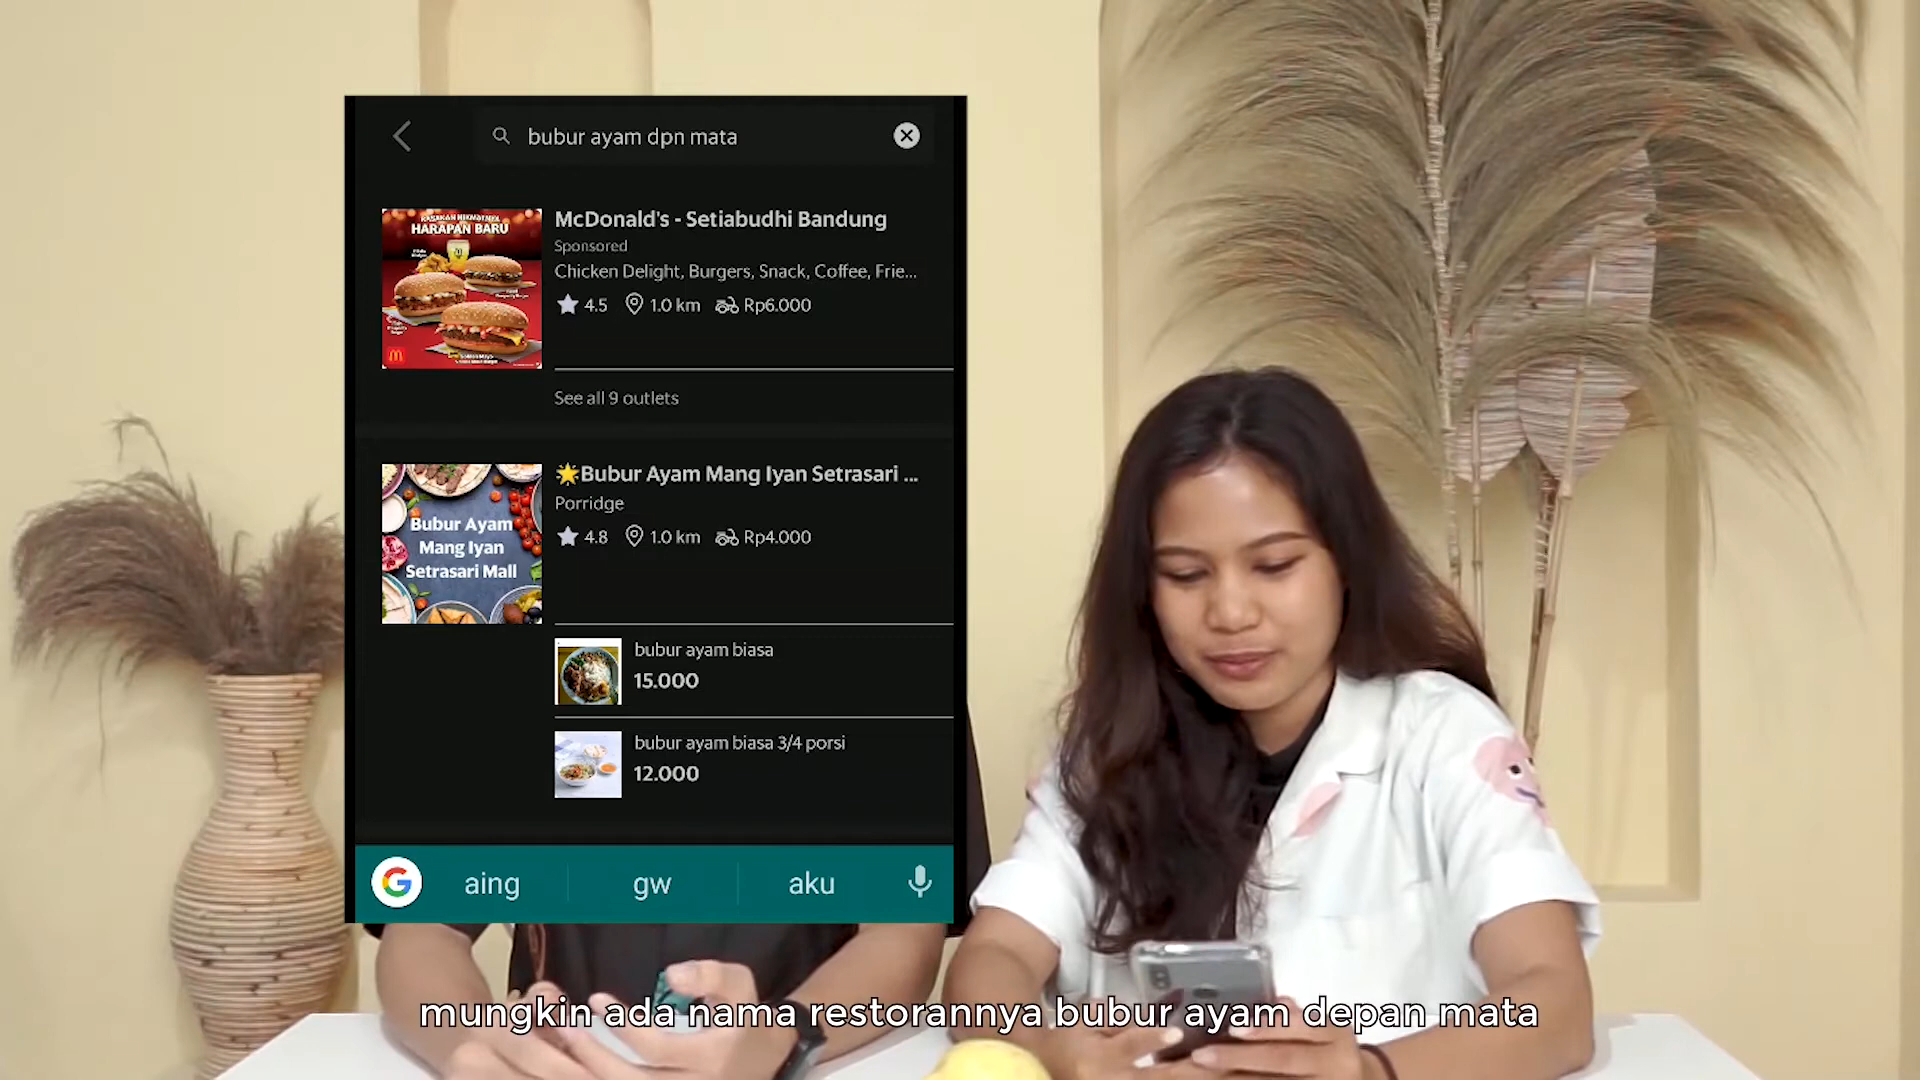 bubur ayam dpn mata
HARAPAN BARU
McDonald's - Setiabudhi Bandung
Sponsored
Chicken Delight, Burgers, Snack, Coffee, Frie...
4.5 1.0 km Rp6.000
See all 9 outlets
Bubur Ayam
Mang Iyan
Setrasari Mall
🌟Bubur Ayam Mang Iyan Setrasari ...
Porridge
4.8 1.0 km Rp4.000
bubur ayam biasa
15.000
bubur ayam biasa 3/4 porsi
12.000
G aing gw aku
mungkin ada nama restorannya bubur ayam depan mata